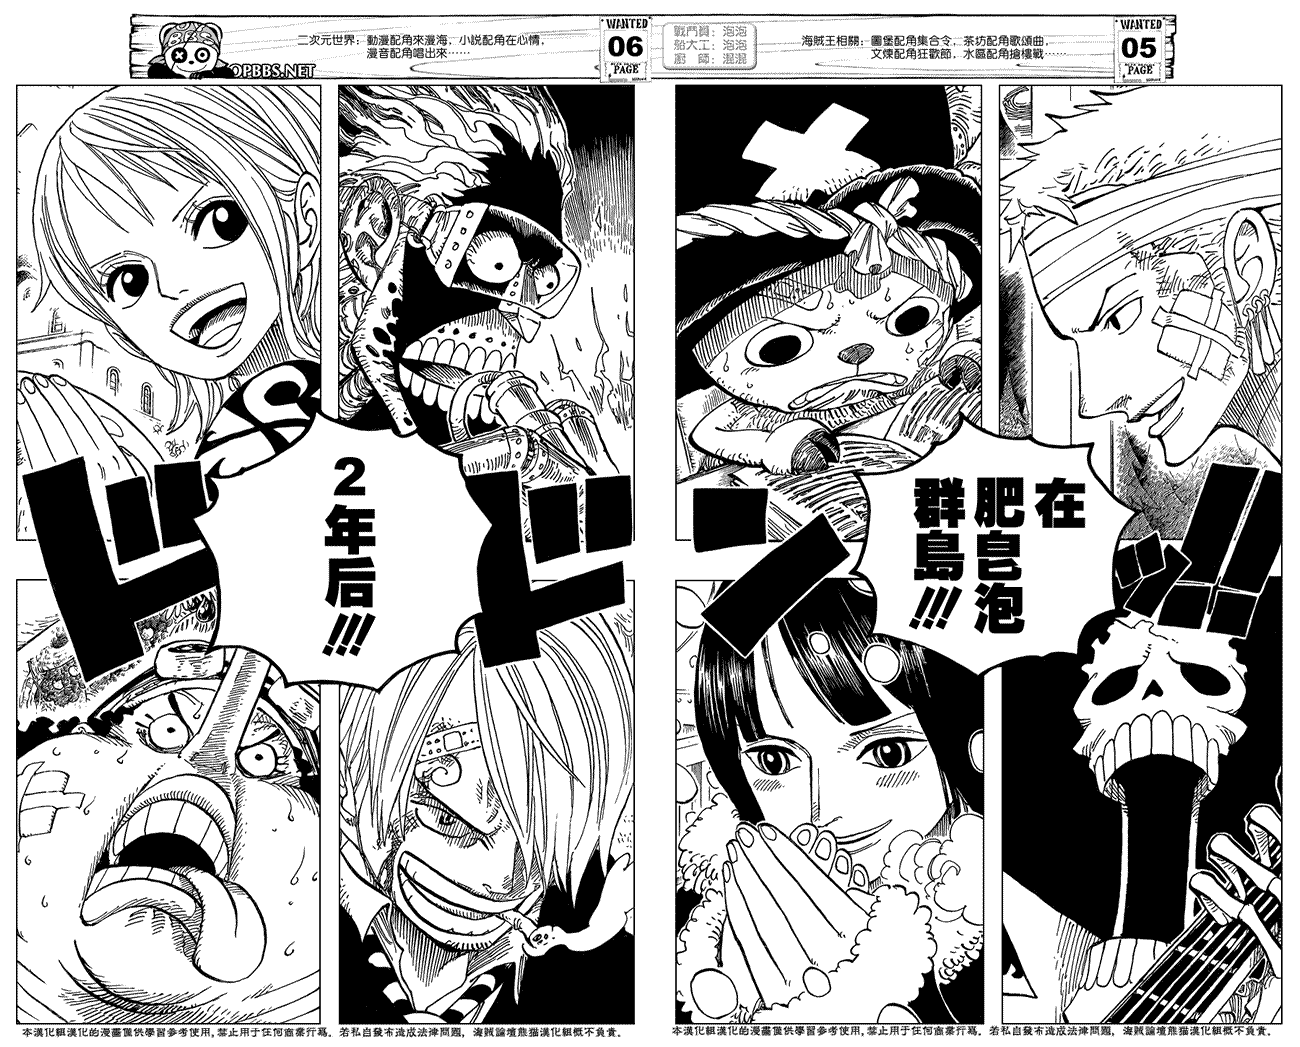 二次元世界：動漫配角來漫海，小説配角在心情，
漫音配角唱出來……
OPBBS.NET
WANTED
06
PAGE
戰鬥員：泡泡
船大工：泡泡
廚　師：混混
海賊王相關：圖堡配角集合令，茶坊配角歌頌曲，
文煉配角狂歡節，水區配角搶樓戰……
WANTED
05
PAGE
在
肥皂泡
群島!!!
ドドン!!
2年后!!!
本漢化組漢化的漫畫僅供學習參考使用,禁止用于任何商業行爲。若私自發布造成法律問題，海賊論壇熊猫漢化組概不負責。
本漢化組漢化的漫畫僅供學習參考使用,禁止用于任何商業行爲。若私自發布造成法律問題，海賊論壇熊猫漢化組概不負責。